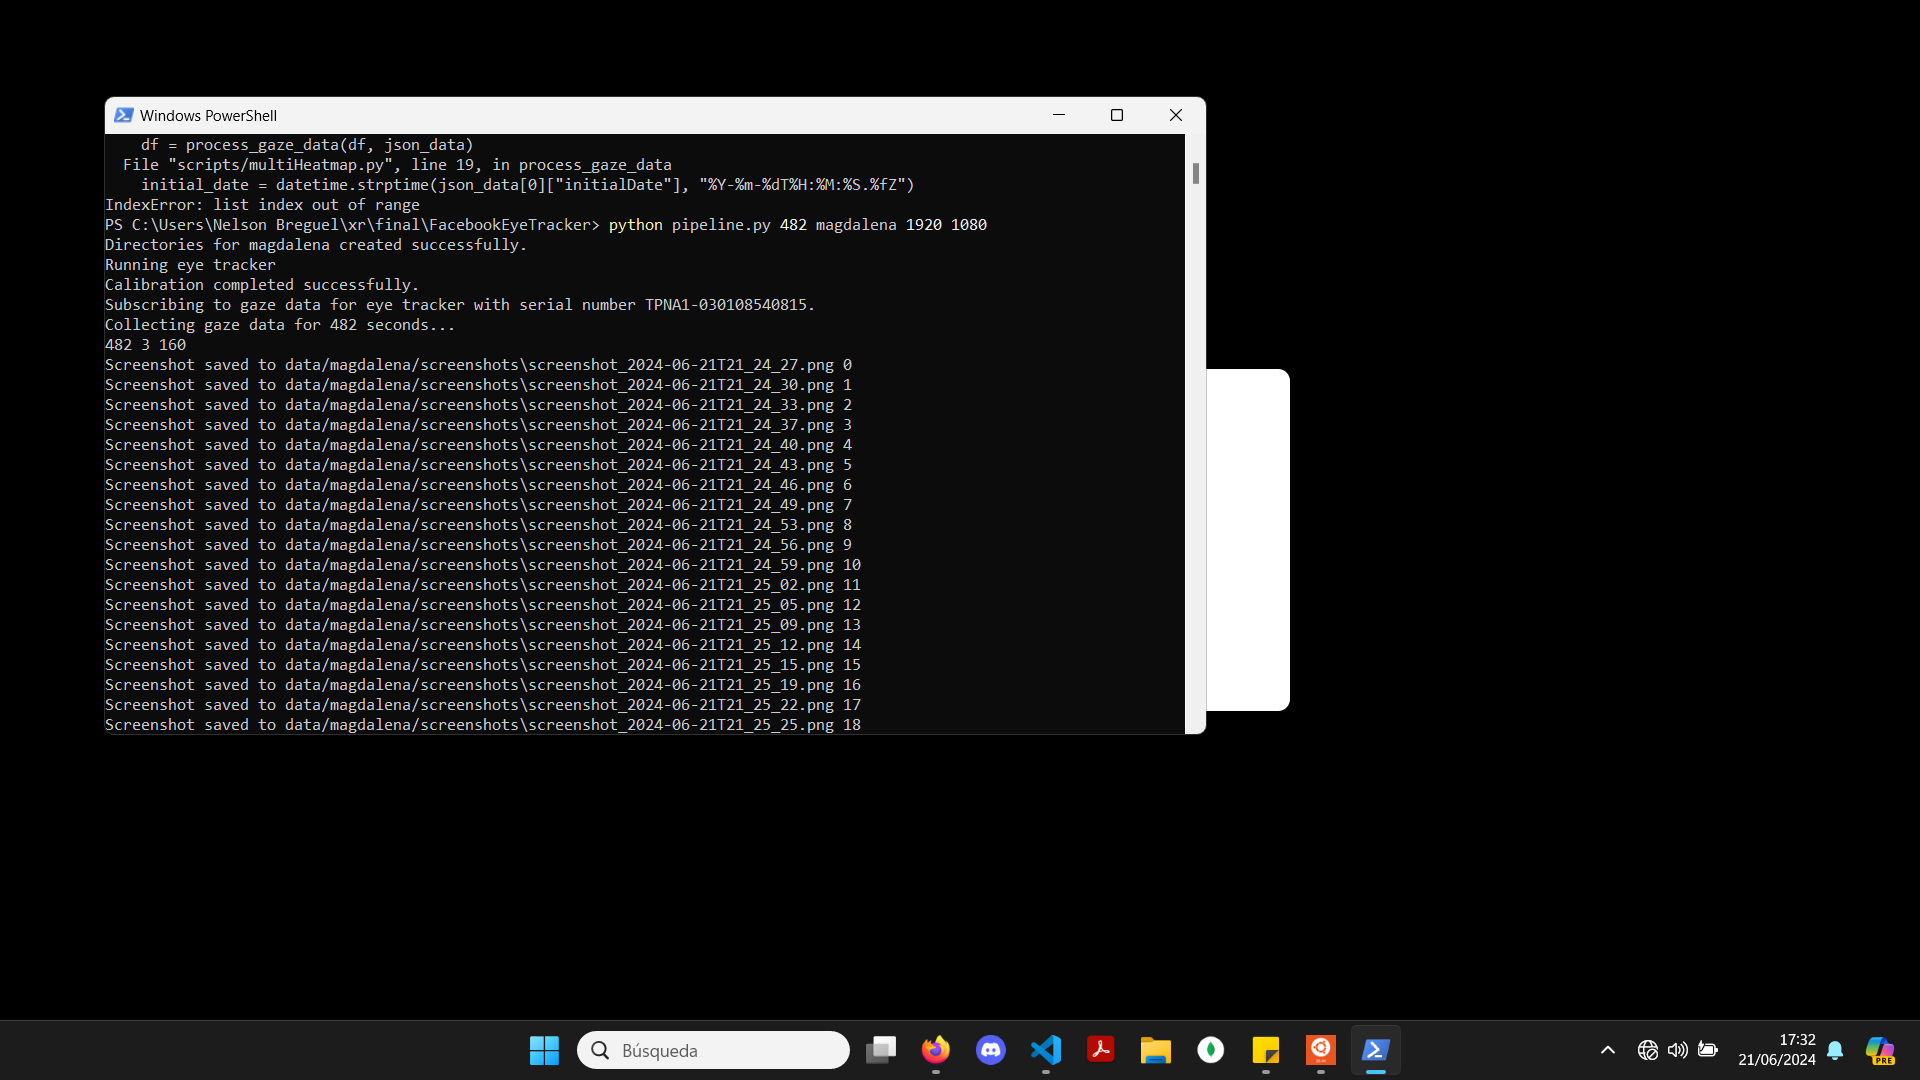 Windows PowerShell
df = process_gaze_data(df, json_data)
File "scripts/multiHeatmap.py", line 19, in process_gaze_data
initial_date = datetime.strptime(json_data[0]["initialDate"], "%Y-%m-%dT%H:%M:%S.%fZ")
IndexError: list index out of range
PS C:\Users\Nelson Breguel\xr\final\FacebookEyeTracker> python pipeline.py 482 magdalena 1920 1080
Directories for magdalena created successfully.
Running eye tracker
Calibration completed successfully.
Subscribing to gaze data for eye tracker with serial number TPNA1-030108540815.
Collecting gaze data for 482 seconds...
482 3 160
Screenshot saved to data/magdalena/screenshots\screenshot_2024-06-21T21_24_27.png 0
Screenshot saved to data/magdalena/screenshots\screenshot_2024-06-21T21_24_30.png 1
Screenshot saved to data/magdalena/screenshots\screenshot_2024-06-21T21_24_33.png 2
Screenshot saved to data/magdalena/screenshots\screenshot_2024-06-21T21_24_37.png 3
Screenshot saved to data/magdalena/screenshots\screenshot_2024-06-21T21_24_40.png 4
Screenshot saved to data/magdalena/screenshots\screenshot_2024-06-21T21_24_43.png 5
Screenshot saved to data/magdalena/screenshots\screenshot_2024-06-21T21_24_46.png 6
Screenshot saved to data/magdalena/screenshots\screenshot_2024-06-21T21_24_49.png 7
Screenshot saved to data/magdalena/screenshots\screenshot_2024-06-21T21_24_53.png 8
Screenshot saved to data/magdalena/screenshots\screenshot_2024-06-21T21_24_56.png 9
Screenshot saved to data/magdalena/screenshots\screenshot_2024-06-21T21_24_59.png 10
Screenshot saved to data/magdalena/screenshots\screenshot_2024-06-21T21_25_02.png 11
Screenshot saved to data/magdalena/screenshots\screenshot_2024-06-21T21_25_05.png 12
Screenshot saved to data/magdalena/screenshots\screenshot_2024-06-21T21_25_09.png 13
Screenshot saved to data/magdalena/screenshots\screenshot_2024-06-21T21_25_12.png 14
Screenshot saved to data/magdalena/screenshots\screenshot_2024-06-21T21_25_15.png 15
Screenshot saved to data/magdalena/screenshots\screenshot_2024-06-21T21_25_19.png 16
Screenshot saved to data/magdalena/screenshots\screenshot_2024-06-21T21_25_22.png 17
Screenshot saved to data/magdalena/screenshots\screenshot_2024-06-21T21_25_25.png 18
Búsqueda
17:32
21/06/2024
PRE